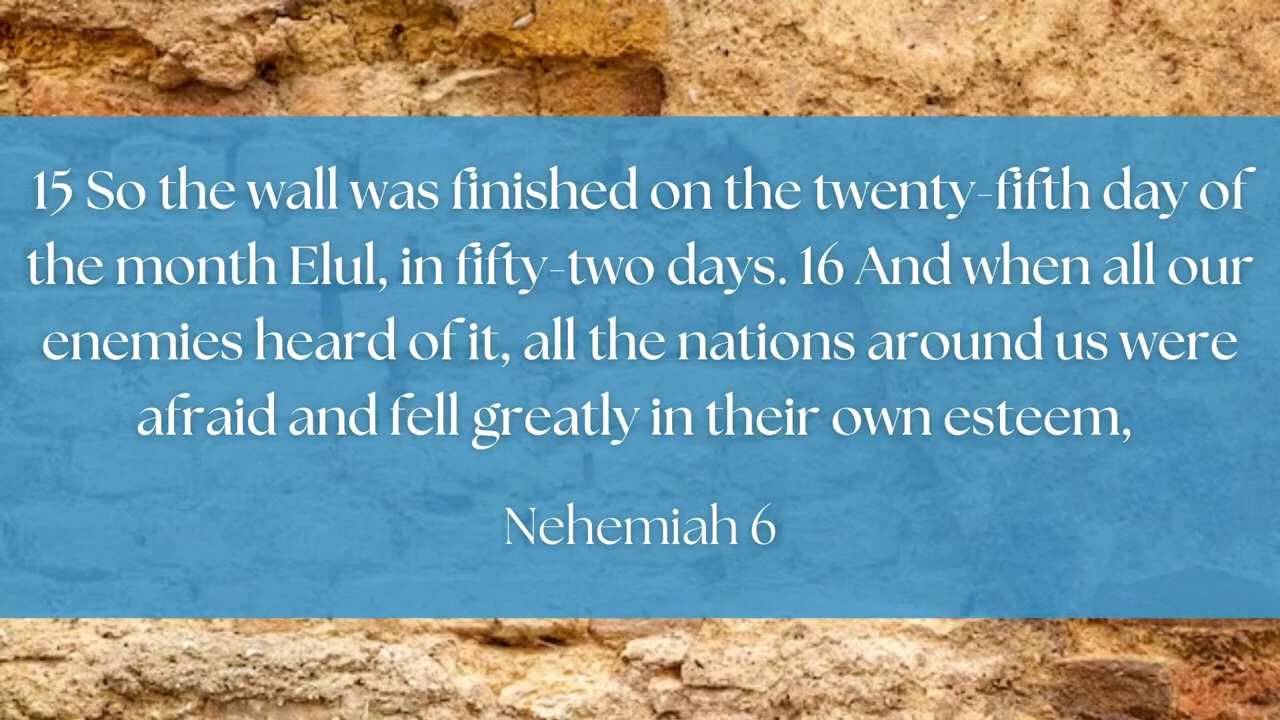 15 So the wall was finished on the twenty-fifth day of
the month Elul, in fifty-two days. 16 And when all our
enemies heard of it, all the nations around us were
afraid and fell greatly in their own esteem,
Nehemiah 6